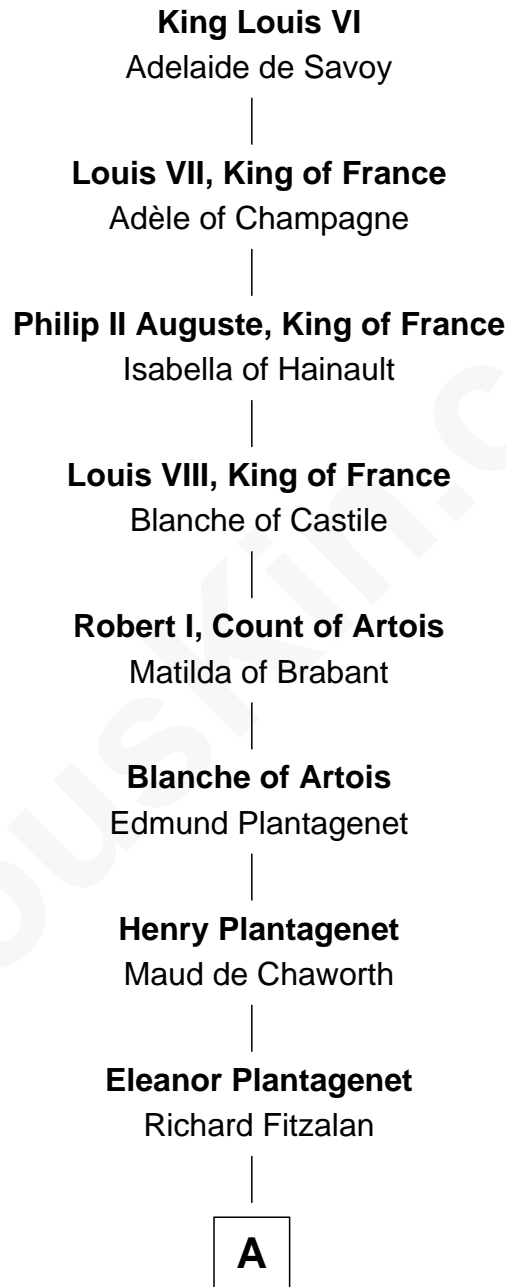 King Louis VI
Adelaide de Savoy
Louis VII, King of France
Adèle of Champagne
Philip II Auguste, King of France
Isabella of Hainault
Louis VIII, King of France
Blanche of Castile
Robert I, Count of Artois
Matilda of Brabant
Blanche of Artois
Edmund Plantagenet
Henry Plantagenet
Maud de Chaworth
Eleanor Plantagenet
Richard Fitzalan
A